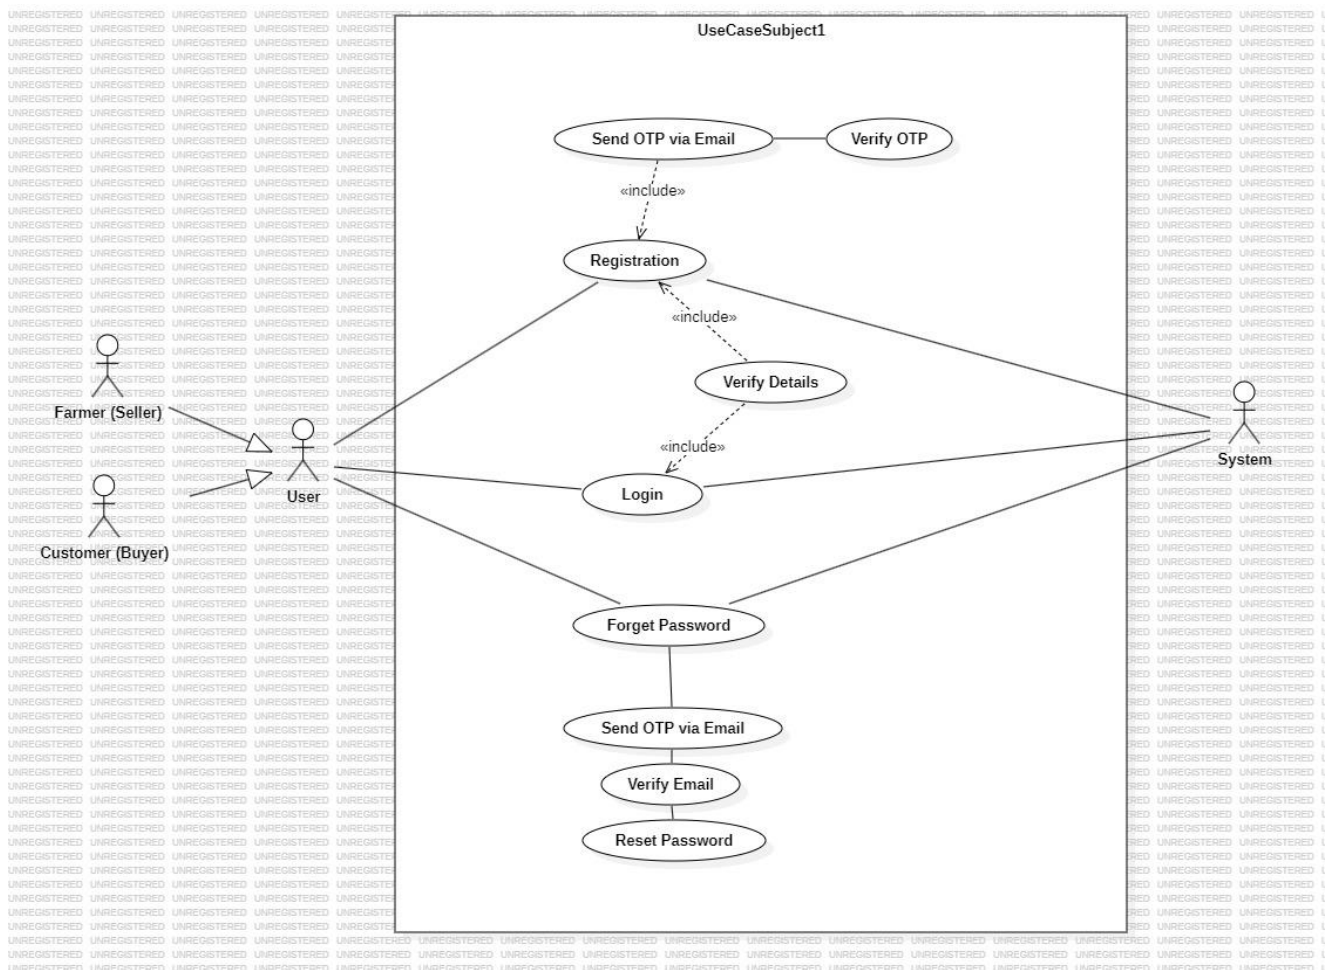 UseCaseSubject1
Send OTP via Email
Verify OTP
«include»
Registration
«include»
Farmer (Seller)
Verify Details
User
«include»
System
Login
Customer (Buyer)
Forget Password
Send OTP via Email
Verify Email
Reset Password
UNREGISTERED